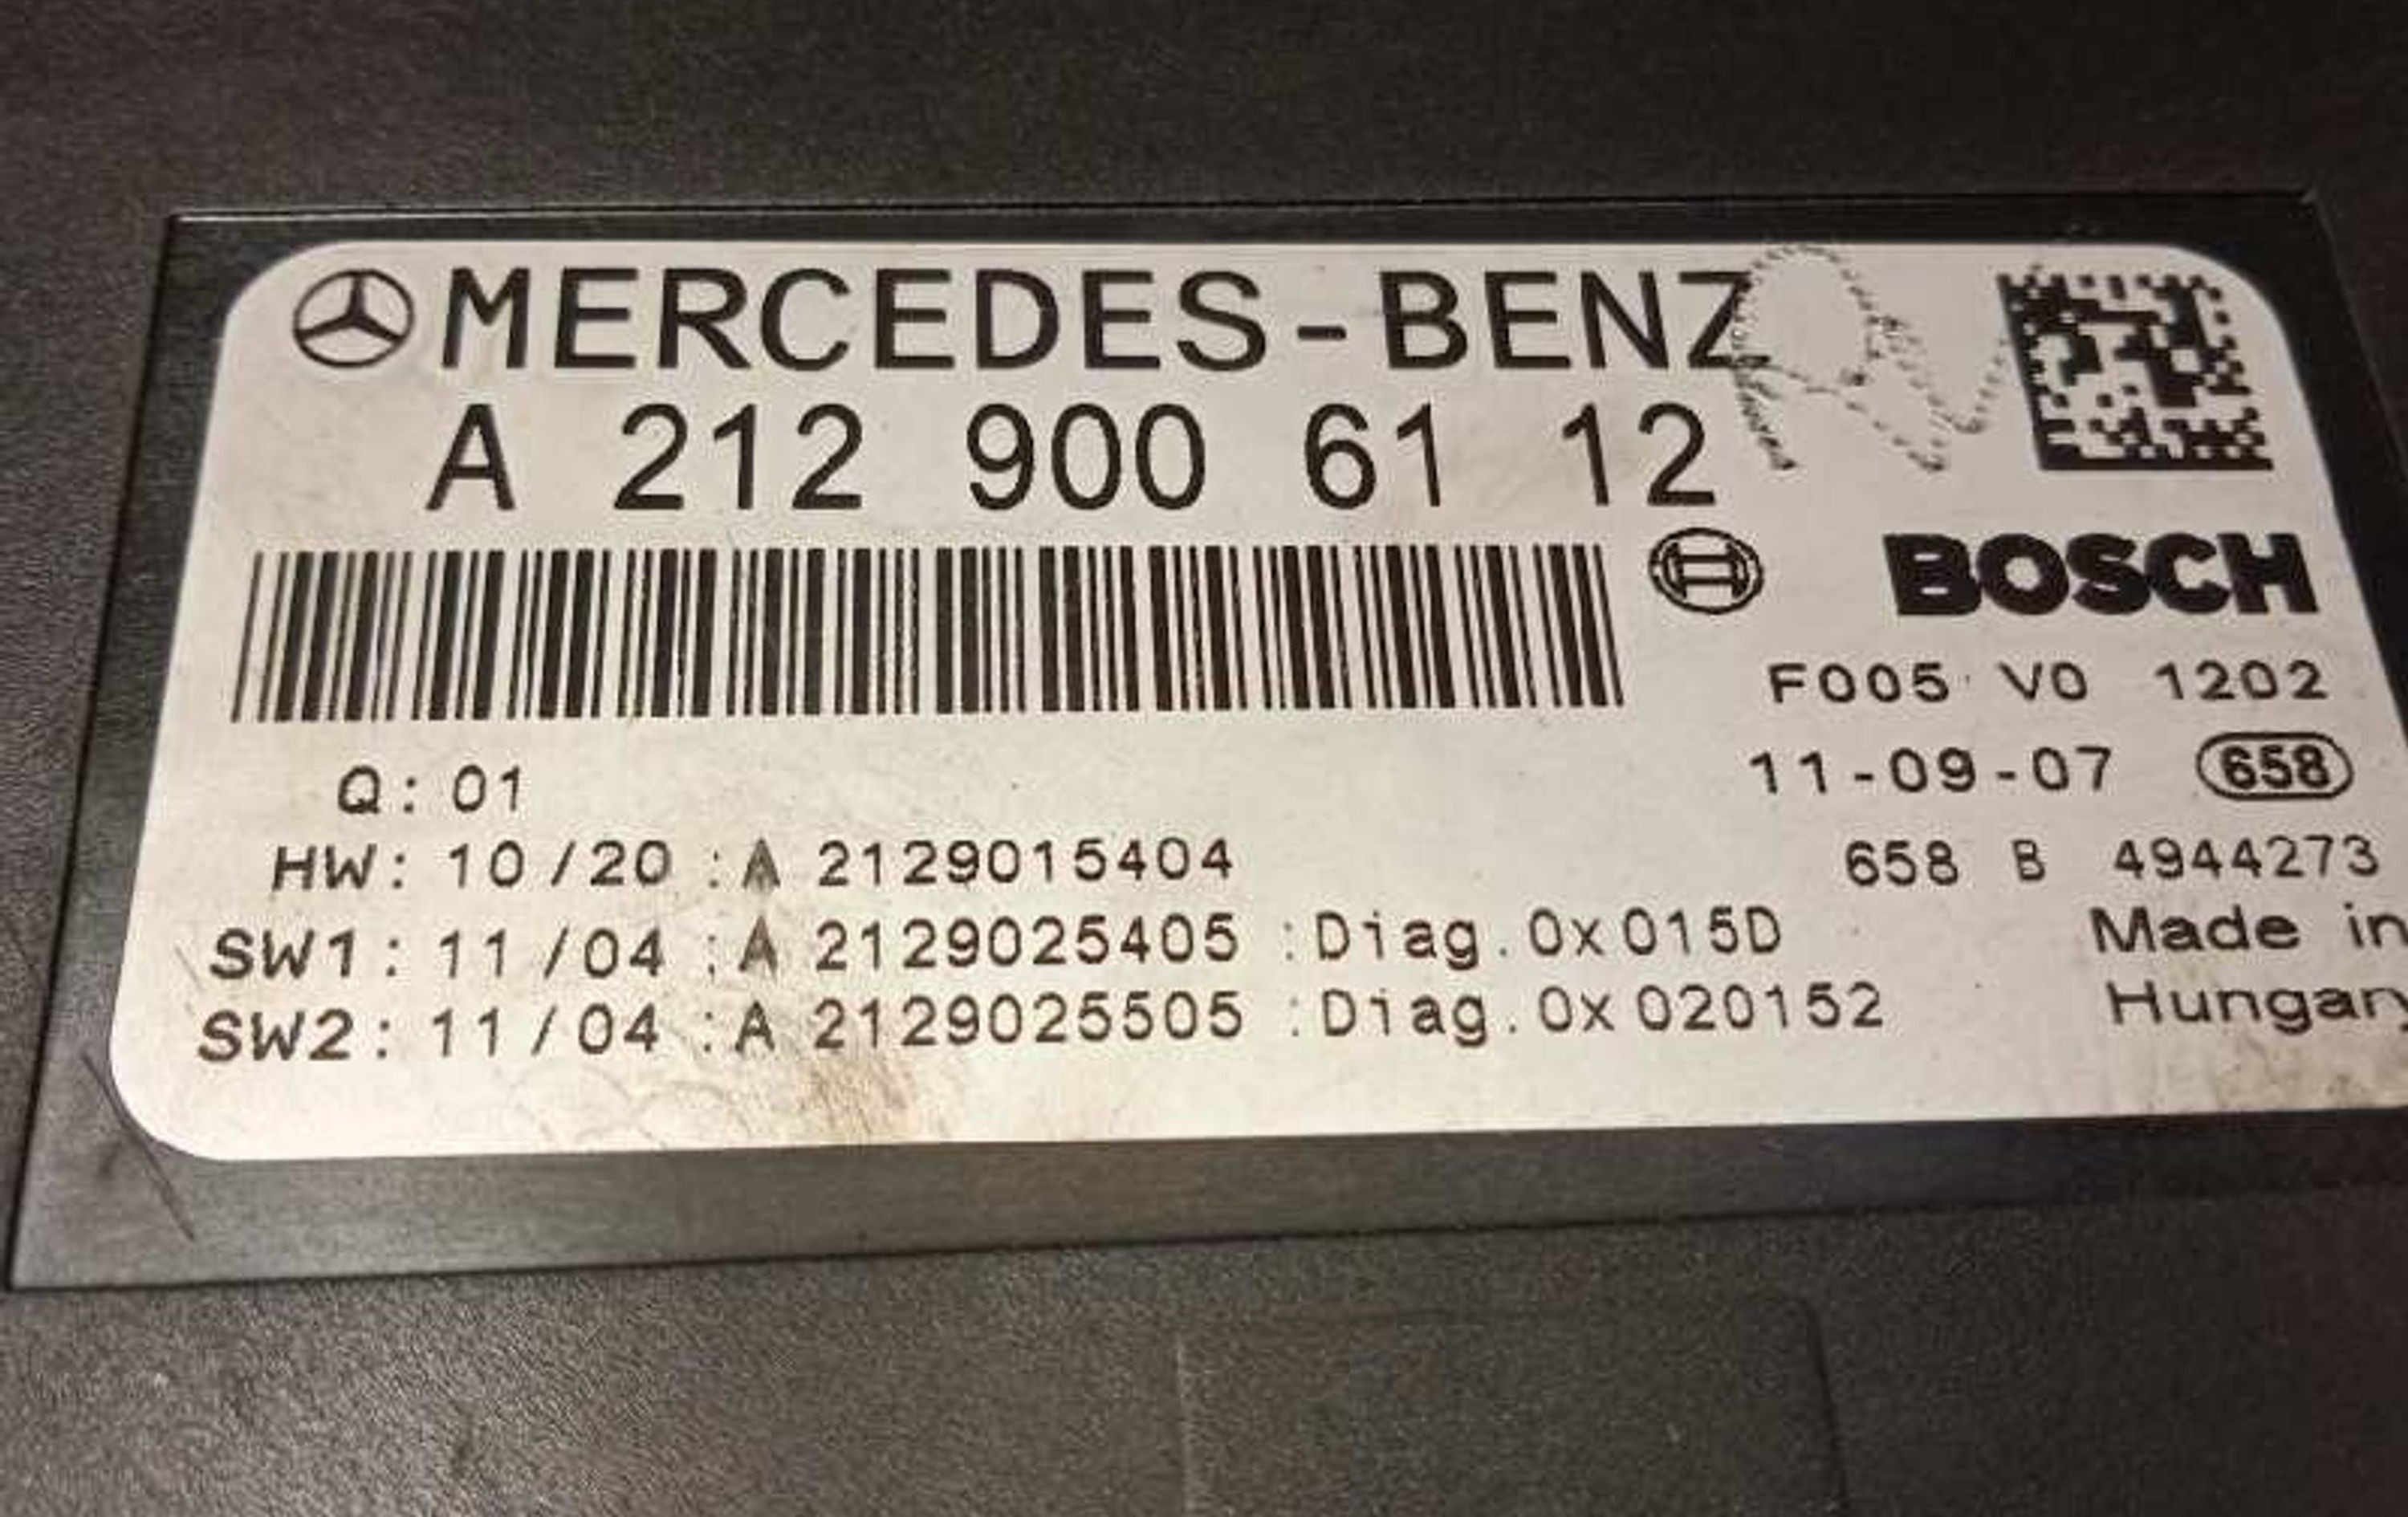 MERCEDES-BENZ
A 212 900 61 12
BOSCH
F005 V0 1202
11-09-07 658
Q: 01
HW: 10/20 :A 2129015404
658 B 4944273
SW1: 11/04 :A 2129025405 :Diag.0x015D
Made in
SW2: 11/04 :A 2129025505 :Diag.0x020152
Hungary